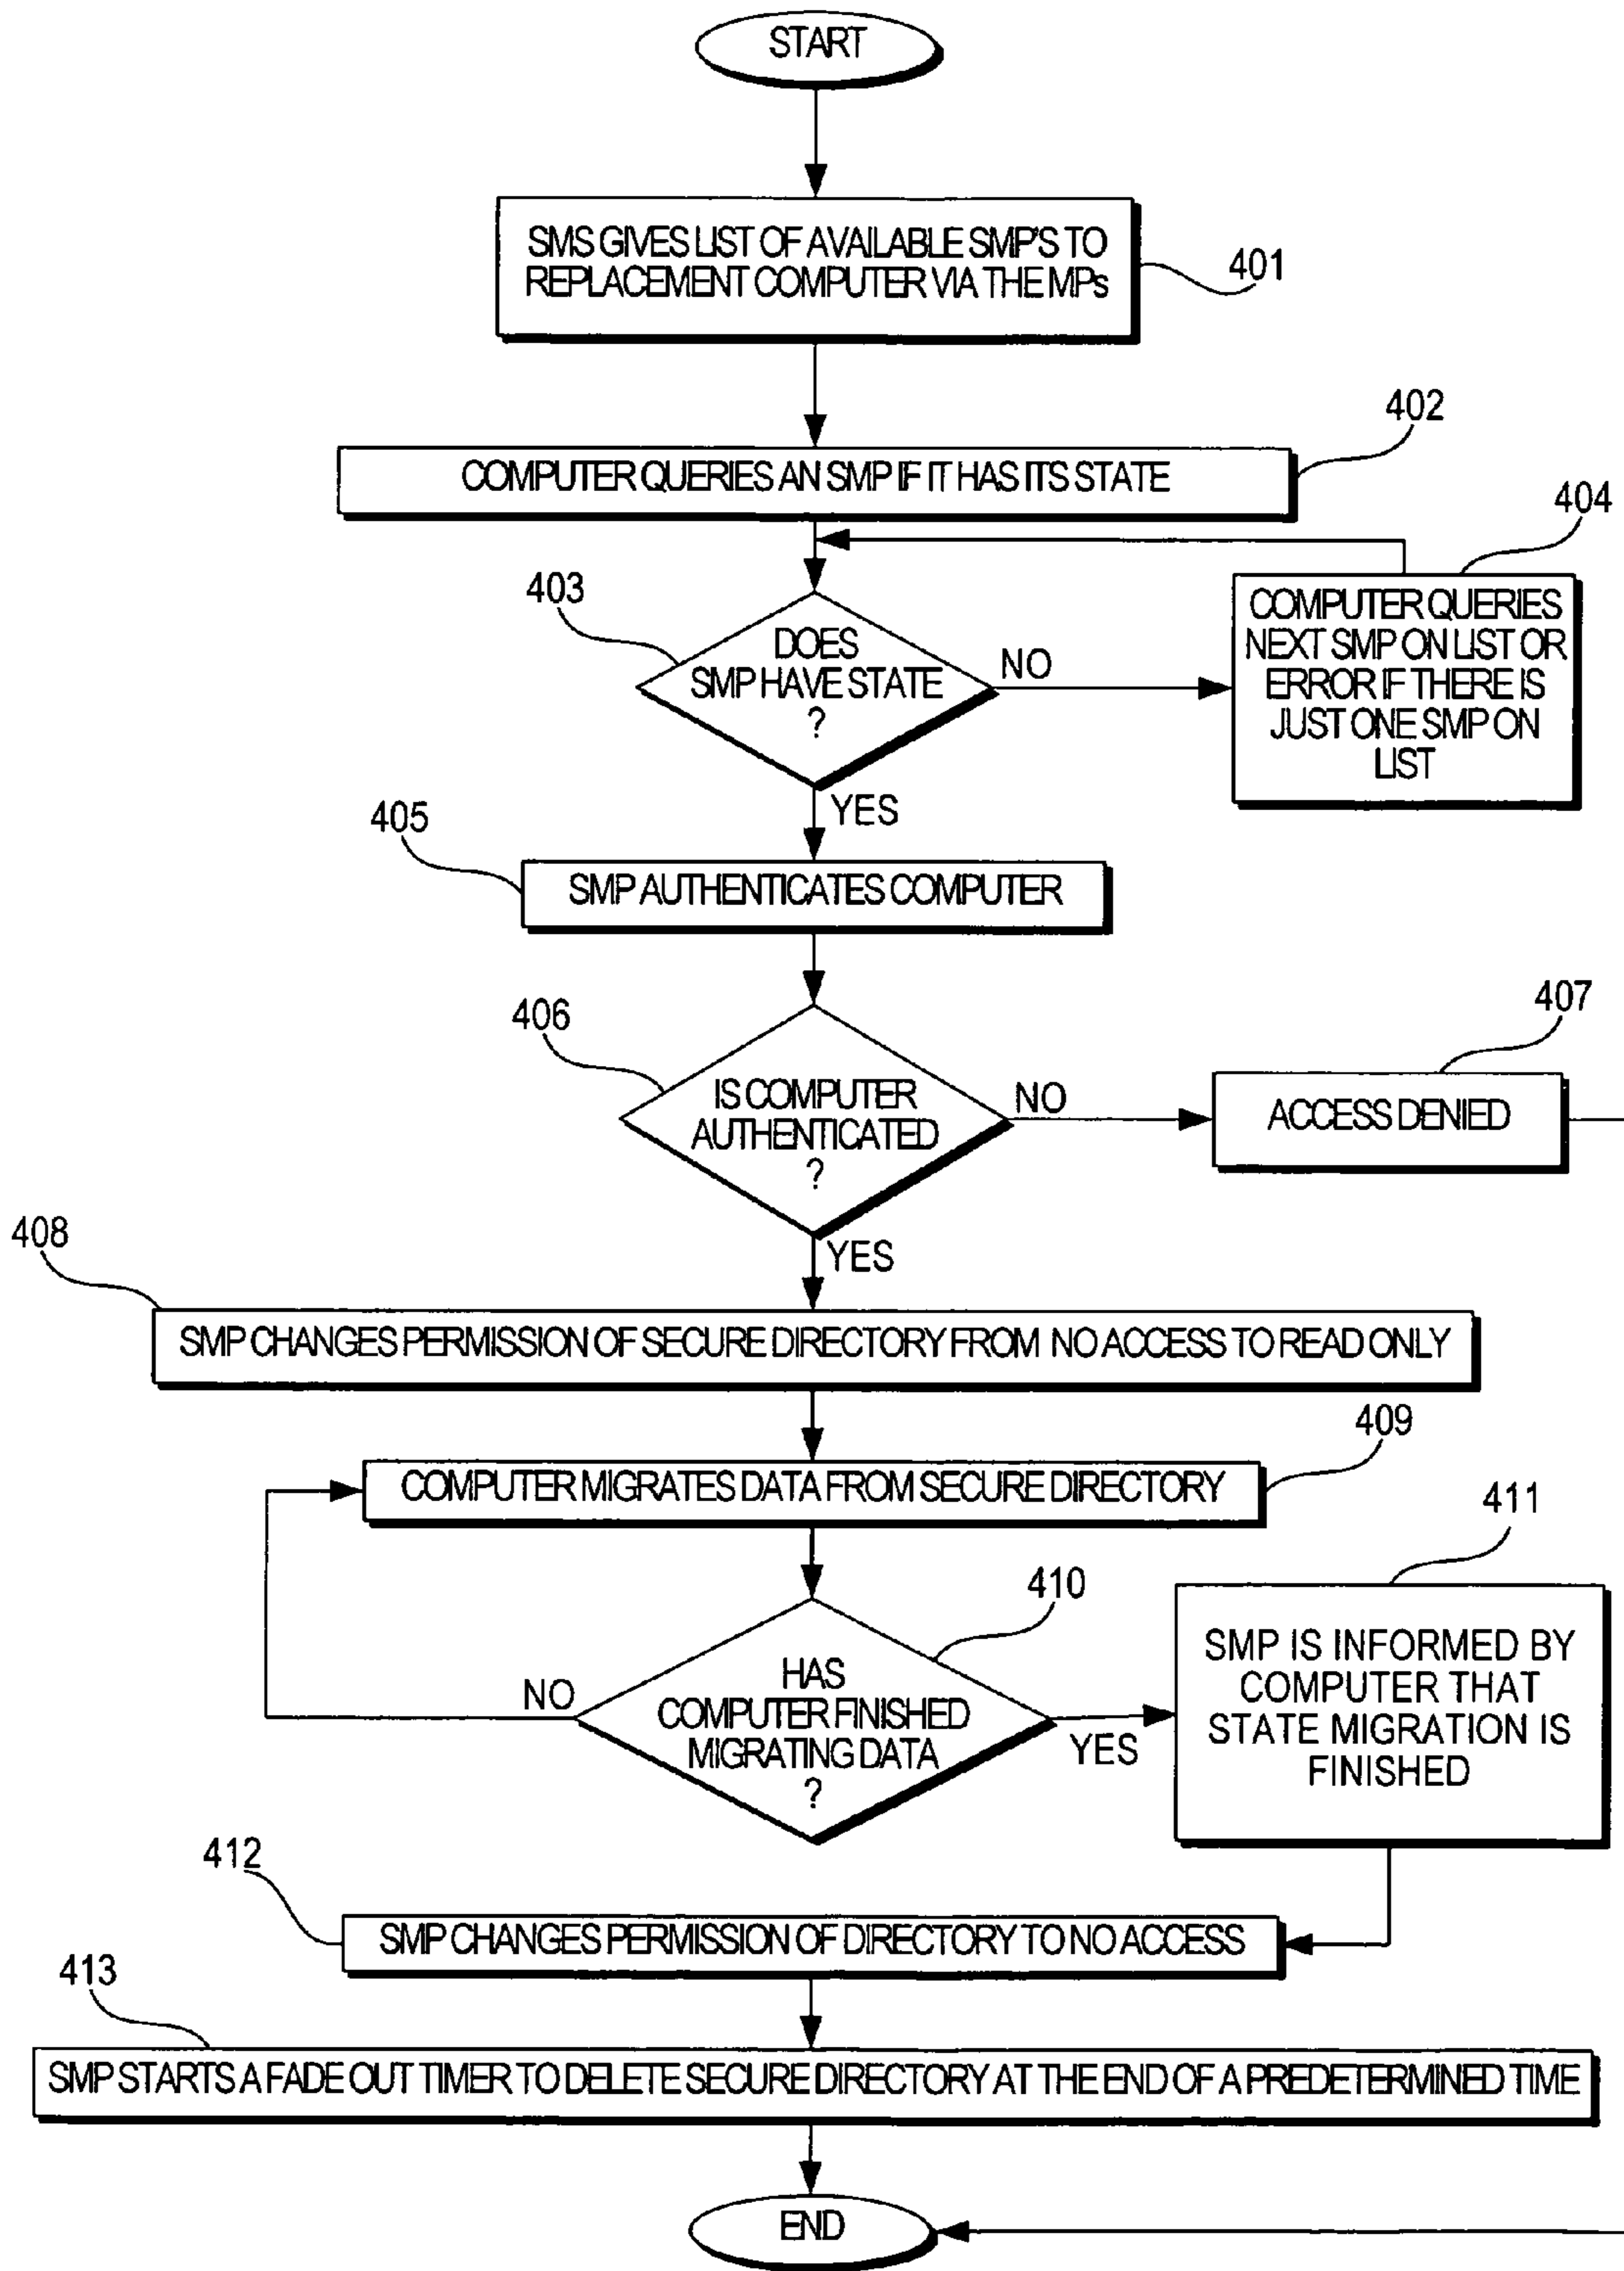 START
SMS GIVES LIST OF AVAILABLE SMP'S TO
REPLACEMENT COMPUTER VIA THE MPs
401
402
COMPUTER QUERIES AN SMP IF IT HAS ITS STATE
404
403
COMPUTER QUERIES
NEXT SMP ON LIST OR
ERROR IF THERE IS
JUST ONE SMP ON
LIST
DOES
SMP HAVE STATE
?
NO
YES
405
SMP AUTHENTICATES COMPUTER
406
407
IS COMPUTER
AUTHENTICATED
?
NO
ACCESS DENIED
YES
408
SMP CHANGES PERMISSION OF SECURE DIRECTORY FROM NO ACCESS TO READ ONLY
409
COMPUTER MIGRATES DATA FROM SECURE DIRECTORY
411
410
HAS
COMPUTER FINISHED
MIGRATING DATA
?
NO
YES
SMP IS INFORMED BY
COMPUTER THAT
STATE MIGRATION IS
FINISHED
412
SMP CHANGES PERMISSION OF DIRECTORY TO NO ACCESS
413
SMP STARTS A FADE OUT TIMER TO DELETE SECURE DIRECTORY AT THE END OF A PREDETERMINED TIME
END